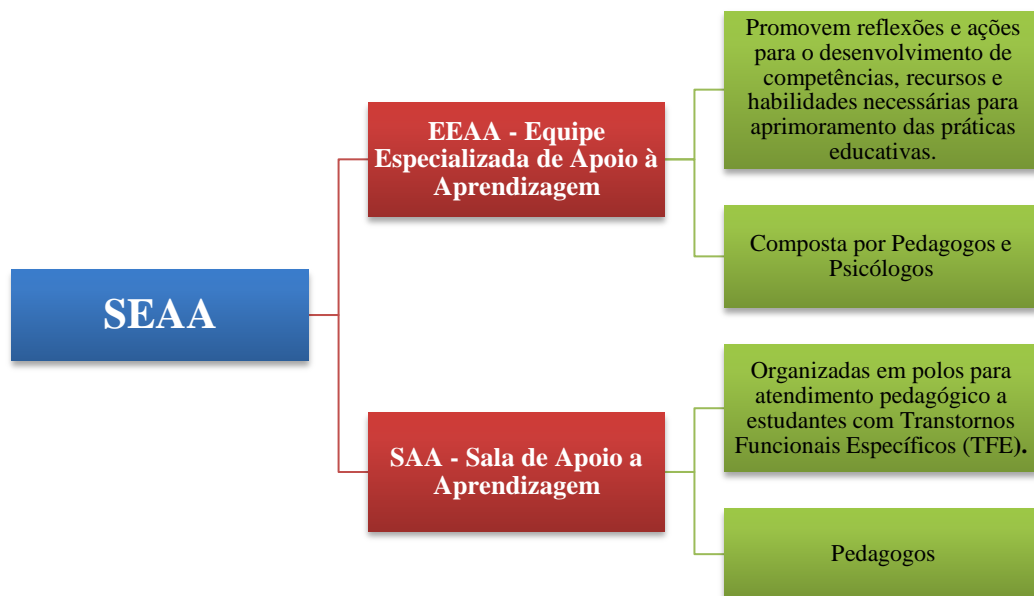 SEAA
EEAA - Equipe
Especializada de Apoio à
Aprendizagem
Promovem reflexões e ações
para o desenvolvimento de
competências, recursos e
habilidades necessárias para
aprimoramento das práticas
educativas.
Composta por Pedagogos e
Psicólogos
SAA - Sala de Apoio a
Aprendizagem
Organizadas em polos para
atendimento pedagógico a
estudantes com Transtornos
Funcionais Específicos (TFE).
Pedagogos